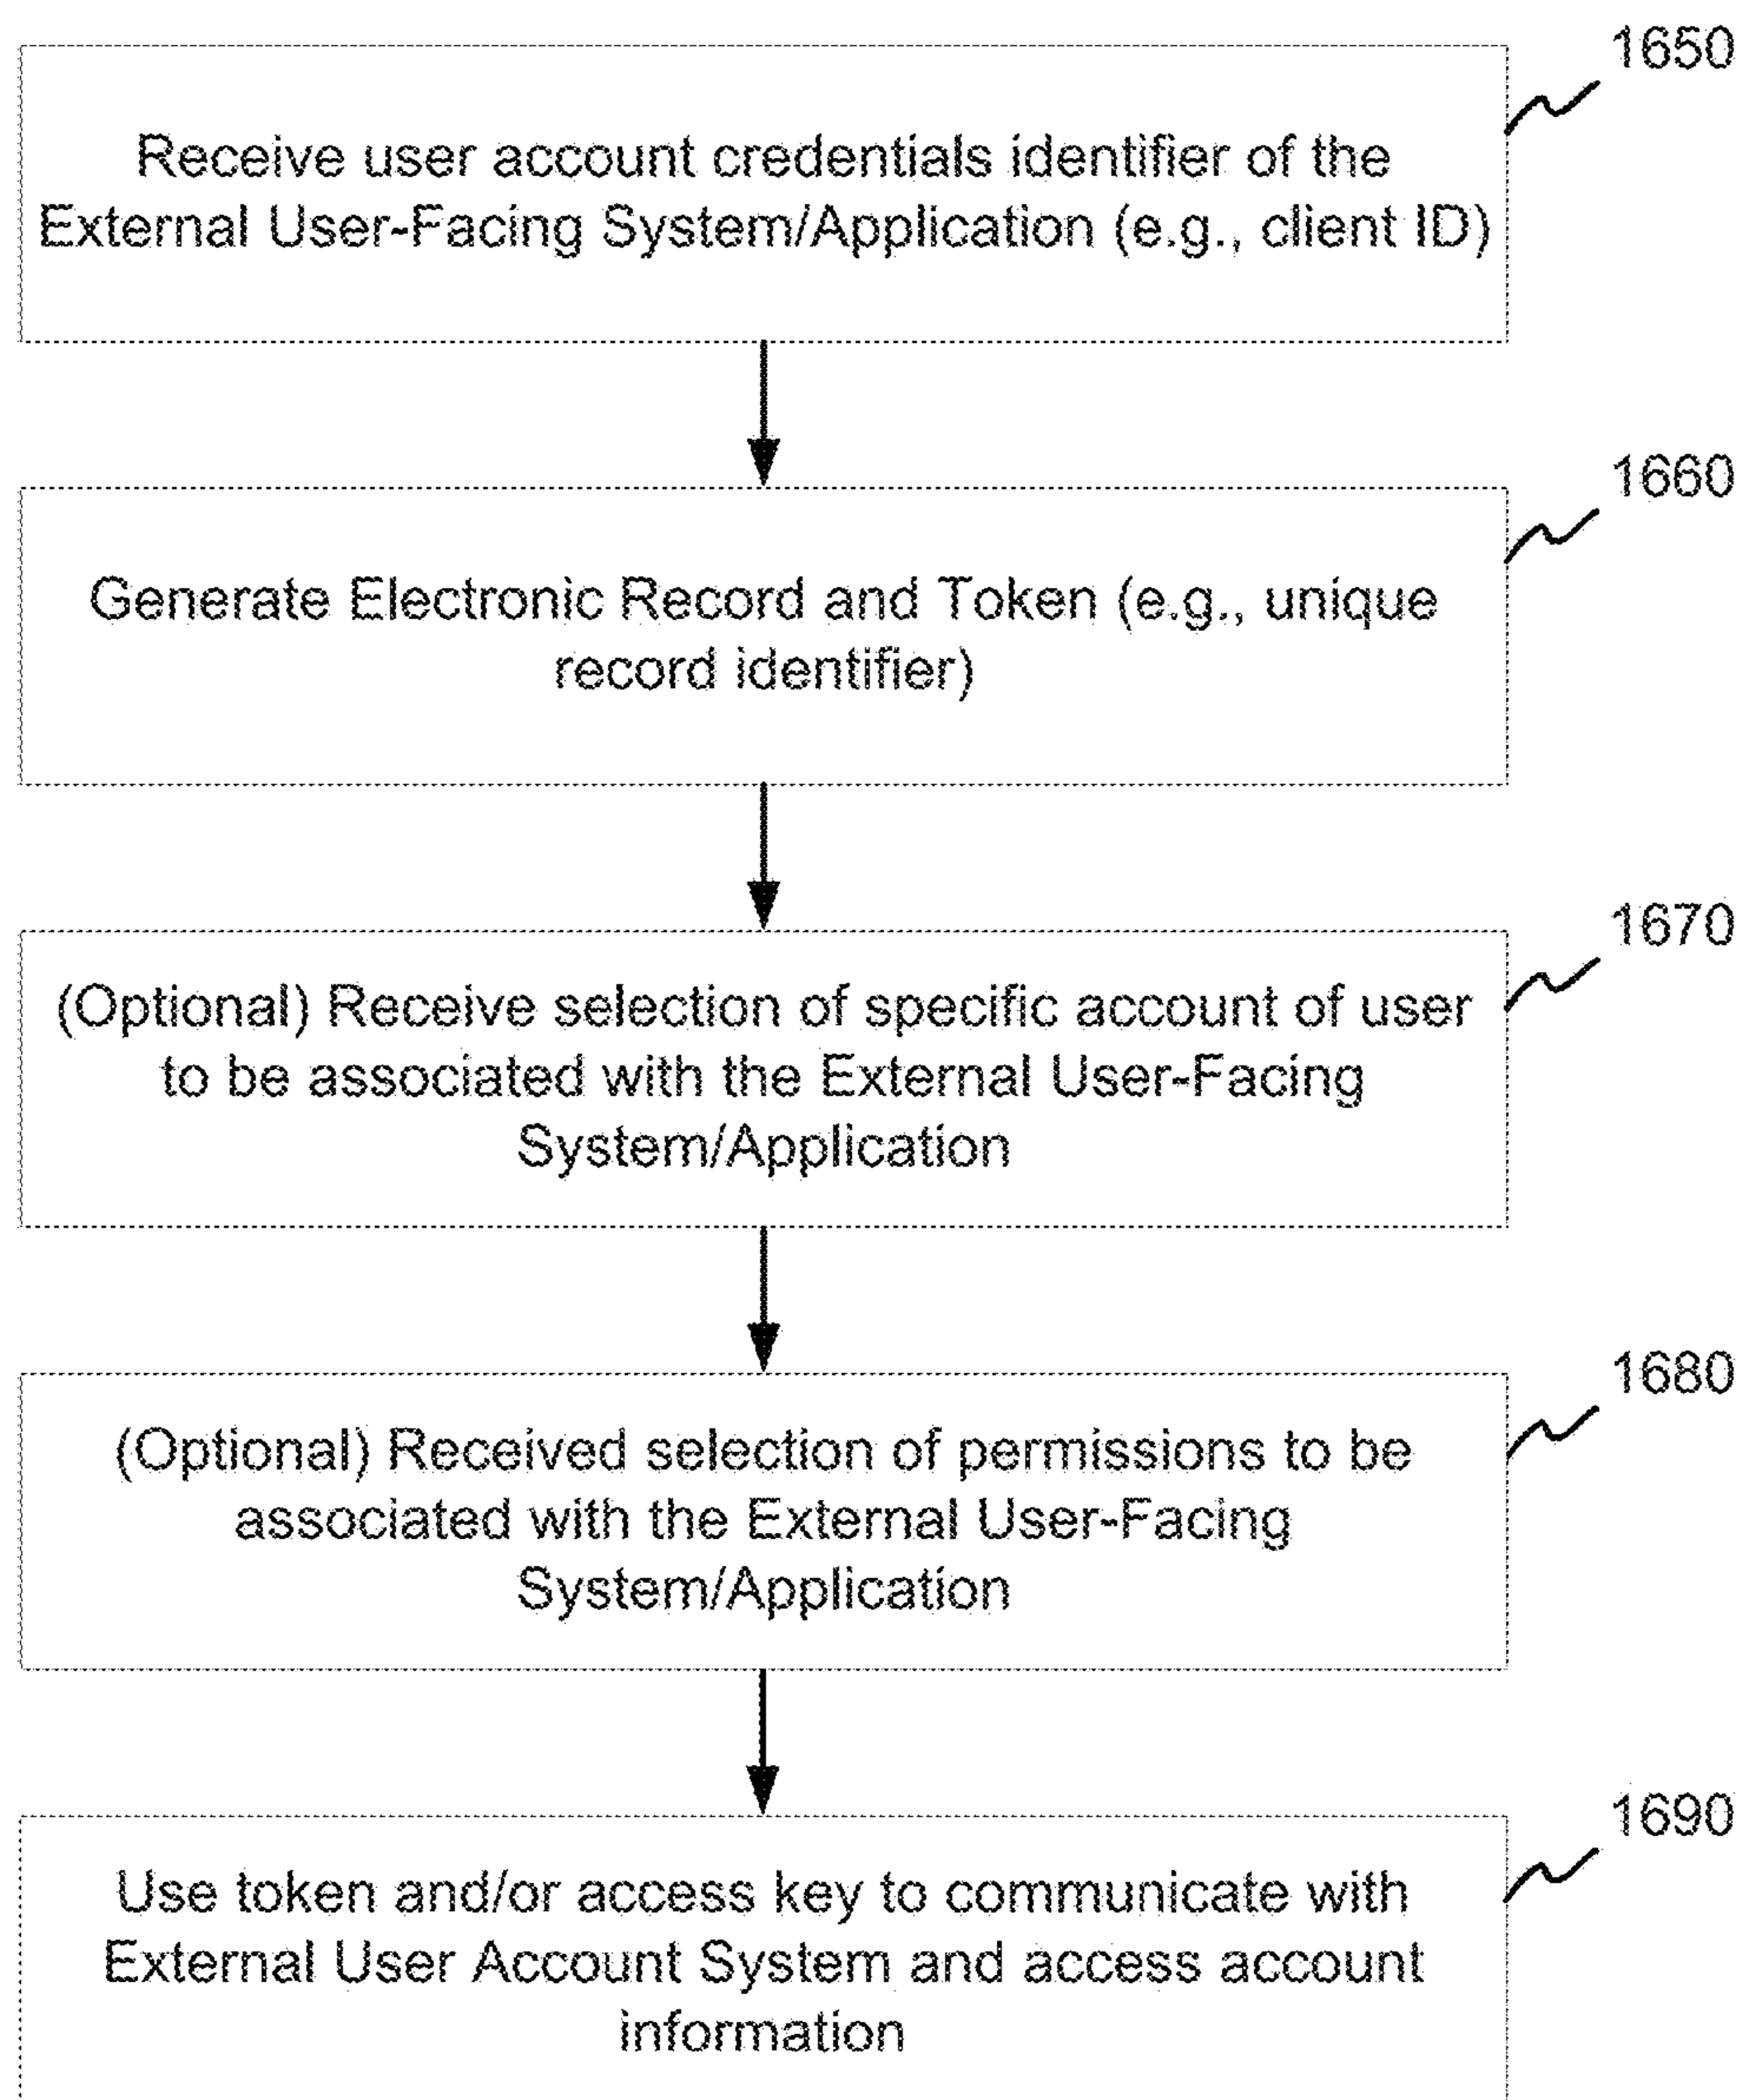 1650
Receive user account credentials identifier of the
External User-Facing System/Application (e.g., client ID)
1660
Generate Electronic Record and Token (e.g., unique
record identifier)
1670
(Optional) Receive selection of specific account of user
to be associated with the External User-Facing
System/Application
1680
(Optional) Received selection of permissions to be
associated with the External User-Facing
System/Application
1690
Use token and/or access key to communicate with
External User Account System and access account
information